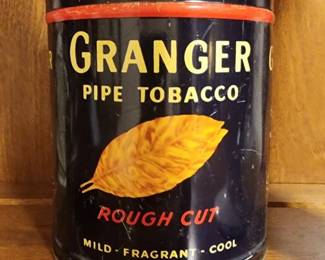 GRANGER
PIPE TOBACCO
ROUGH CUT
MILD - FRAGRANT - COOL